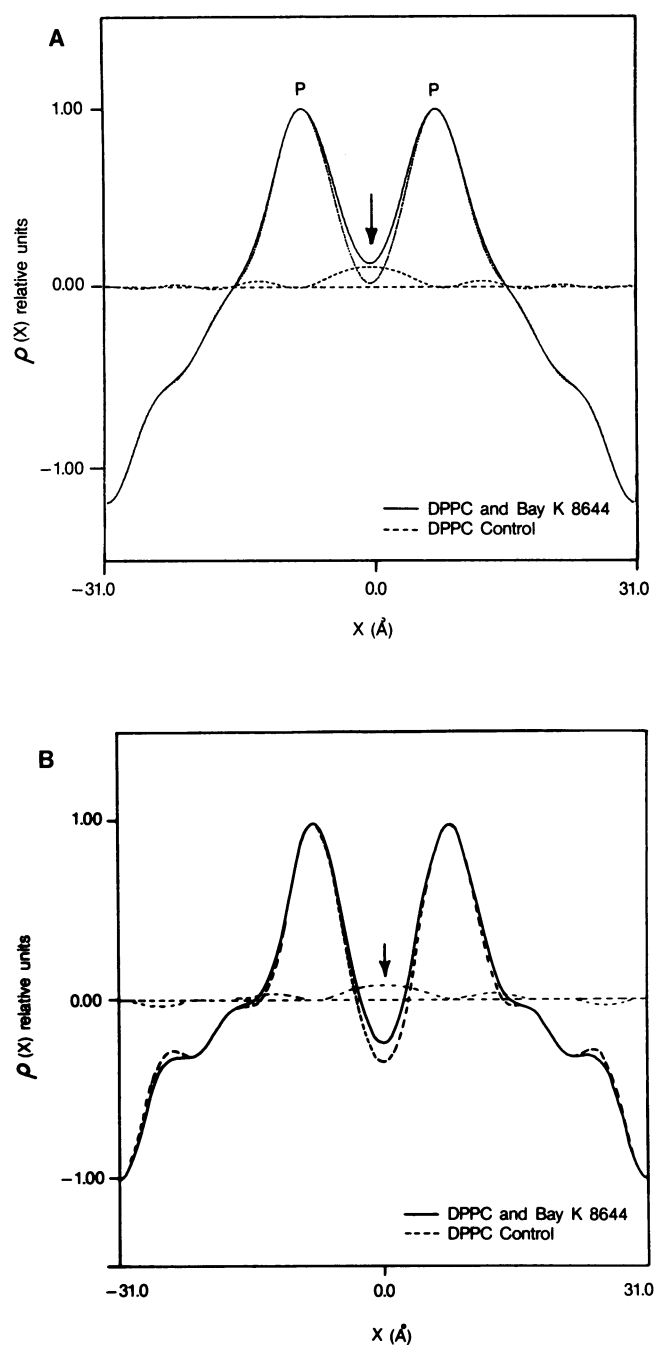 A
P P
1.00
0.00
−1.00
ρ (X) relative units
DPPC and Bay K 8644
DPPC Control
−31.0 0.0 31.0
X (Å)
B
1.00
0.00
−1.00
ρ (X) relative units
DPPC and Bay K 8644
DPPC Control
−31.0 0.0 31.0
X (Å)